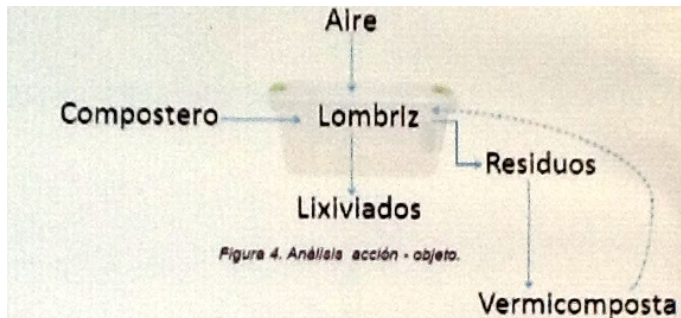 Aire
Compostero Lombriz
Residuos
Lixiviados
Figura 4. Análisis acción - objeto.
Vermicomposta